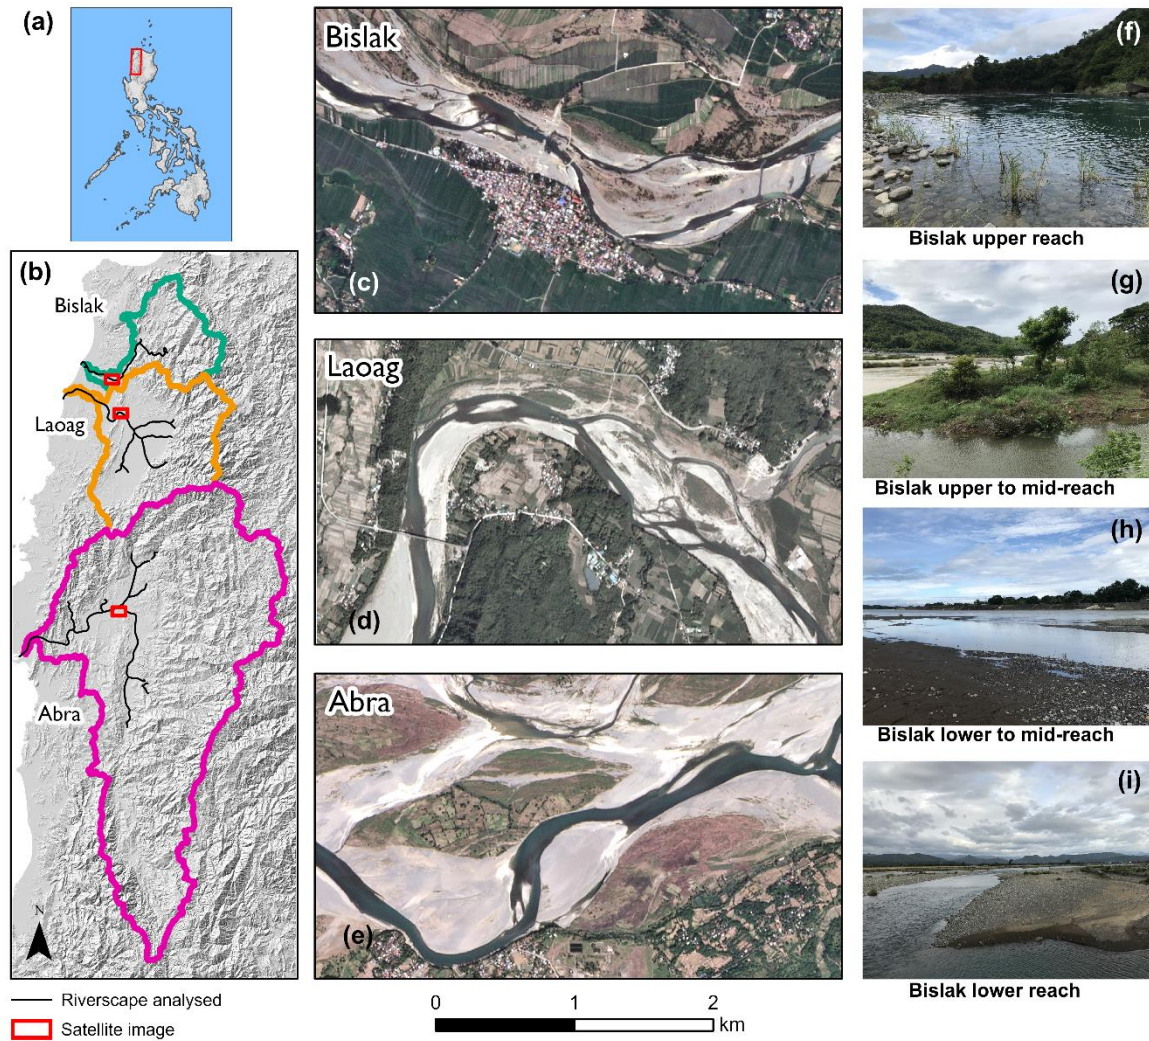 (a)
(b)
Bislak
Laoag
Abra
N
Riverscape analysed
Satellite image
Bislak
(c)
Laoag
(d)
Abra
(e)
0
1
2
km
(f)
Bislak upper reach
(g)
Bislak upper to mid-reach
(h)
Bislak lower to mid-reach
(i)
Bislak lower reach